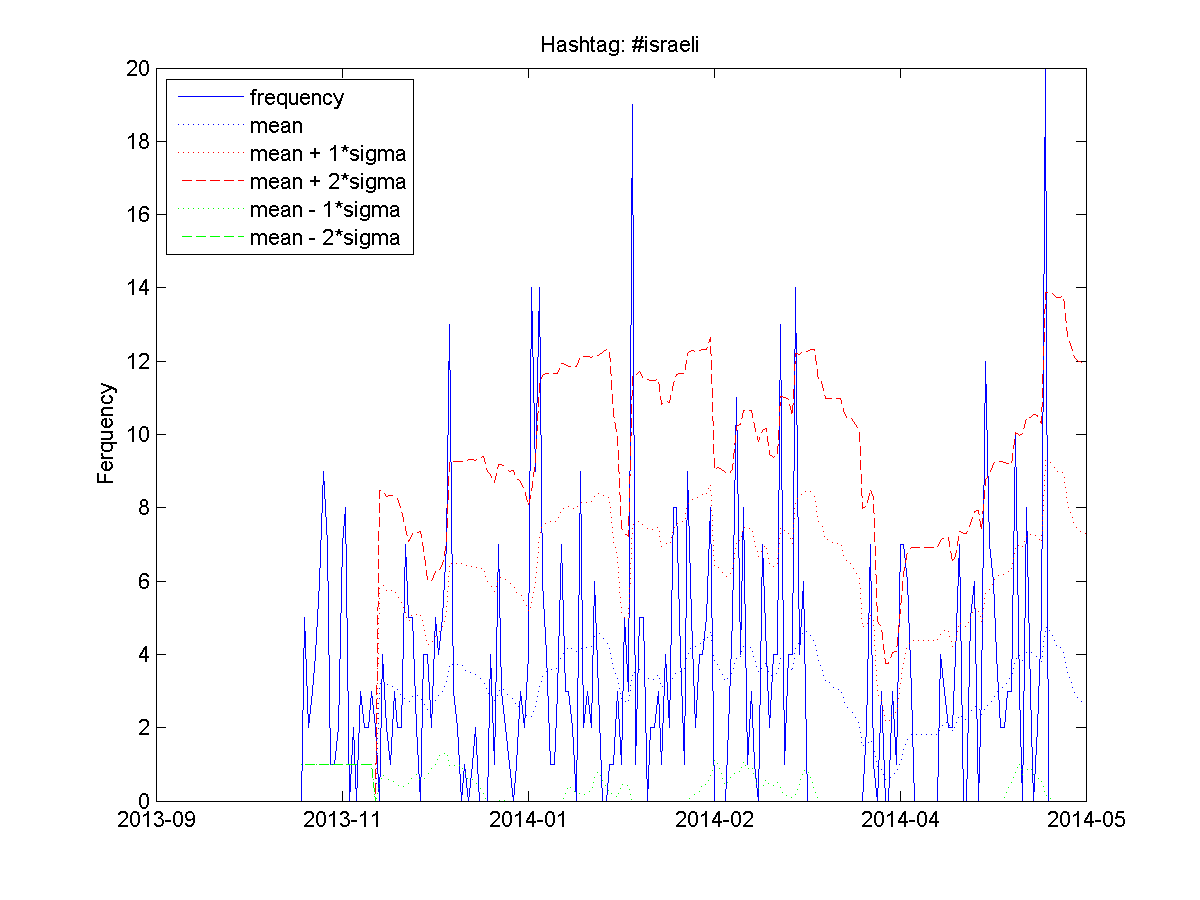 Hashtag: #israeli
20
18
16
14
12
10
8
6
4
2
0
Ferquency
frequency
mean
mean + 1*sigma
mean + 2*sigma
mean - 1*sigma
mean - 2*sigma
2013-09 2013-11 2014-01 2014-02 2014-04 2014-05